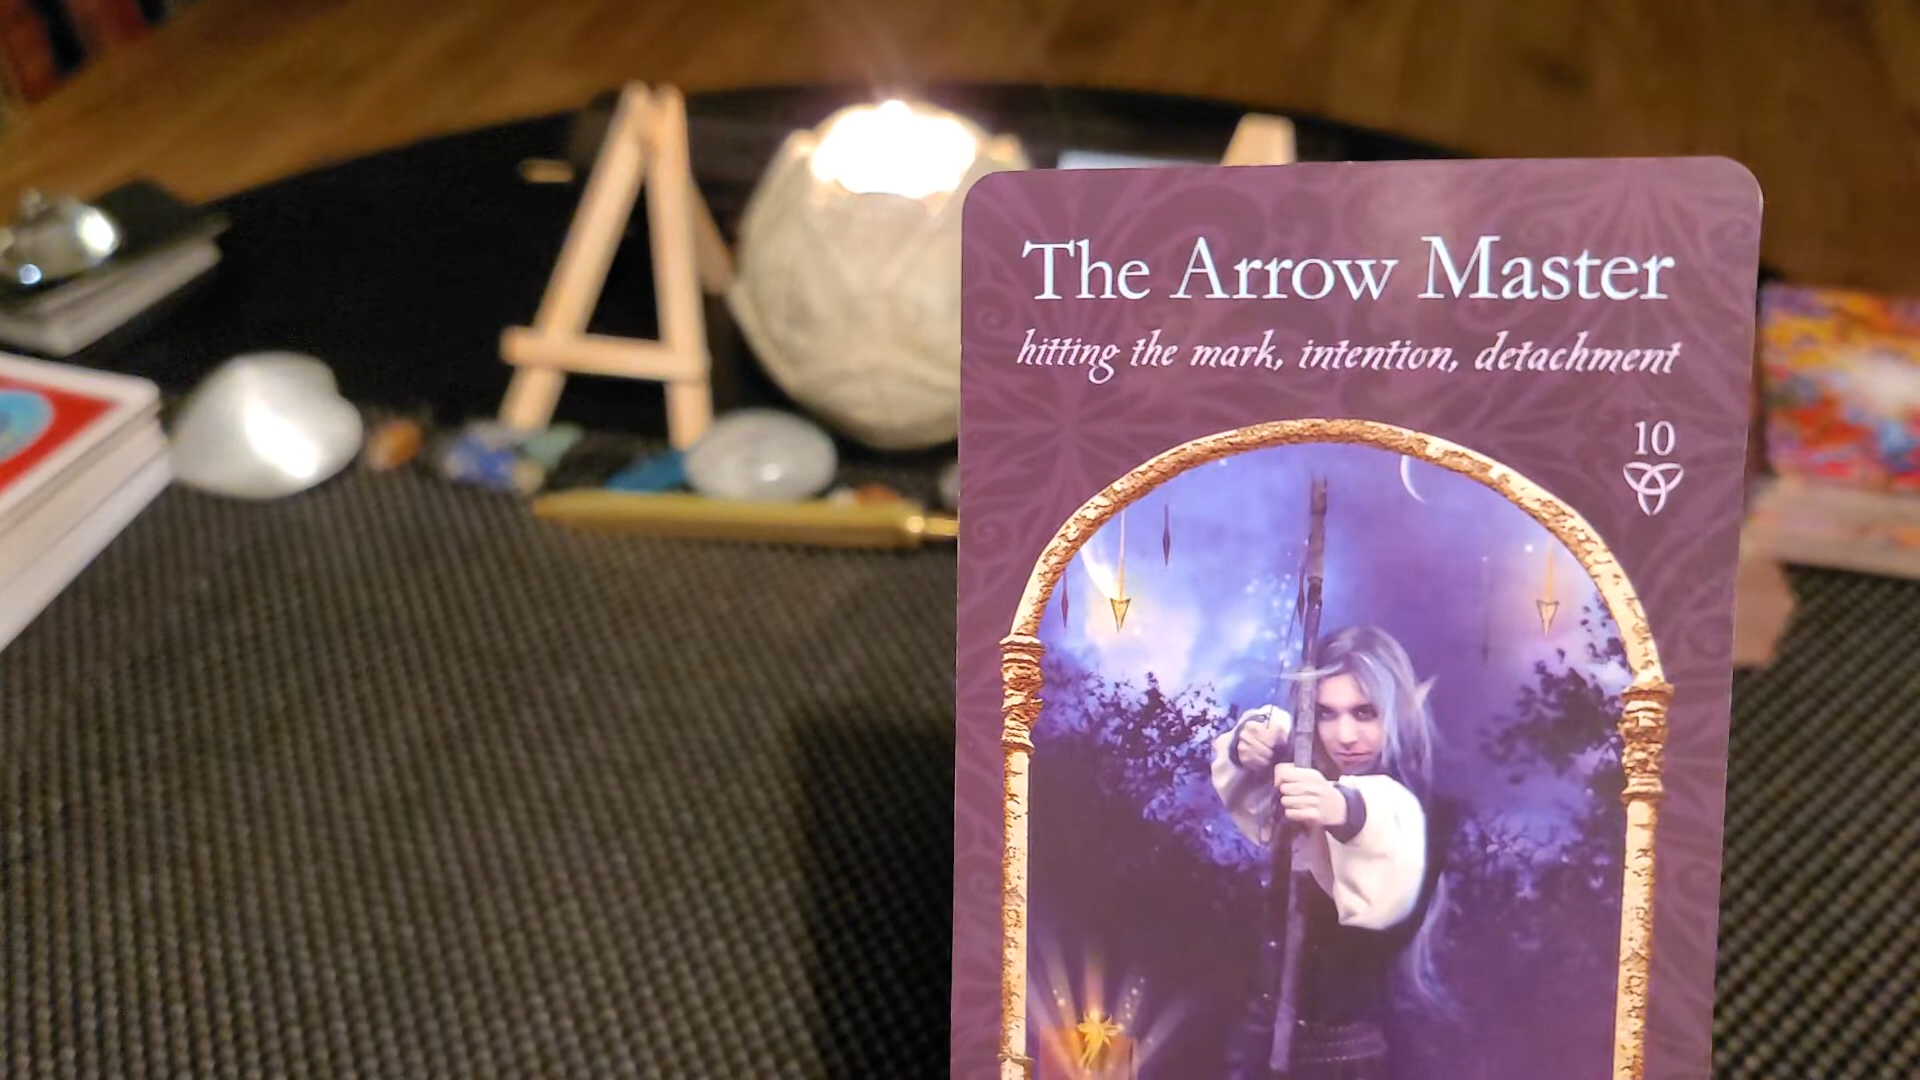 The Arrow Master
hitting the mark, intention, detachment
10